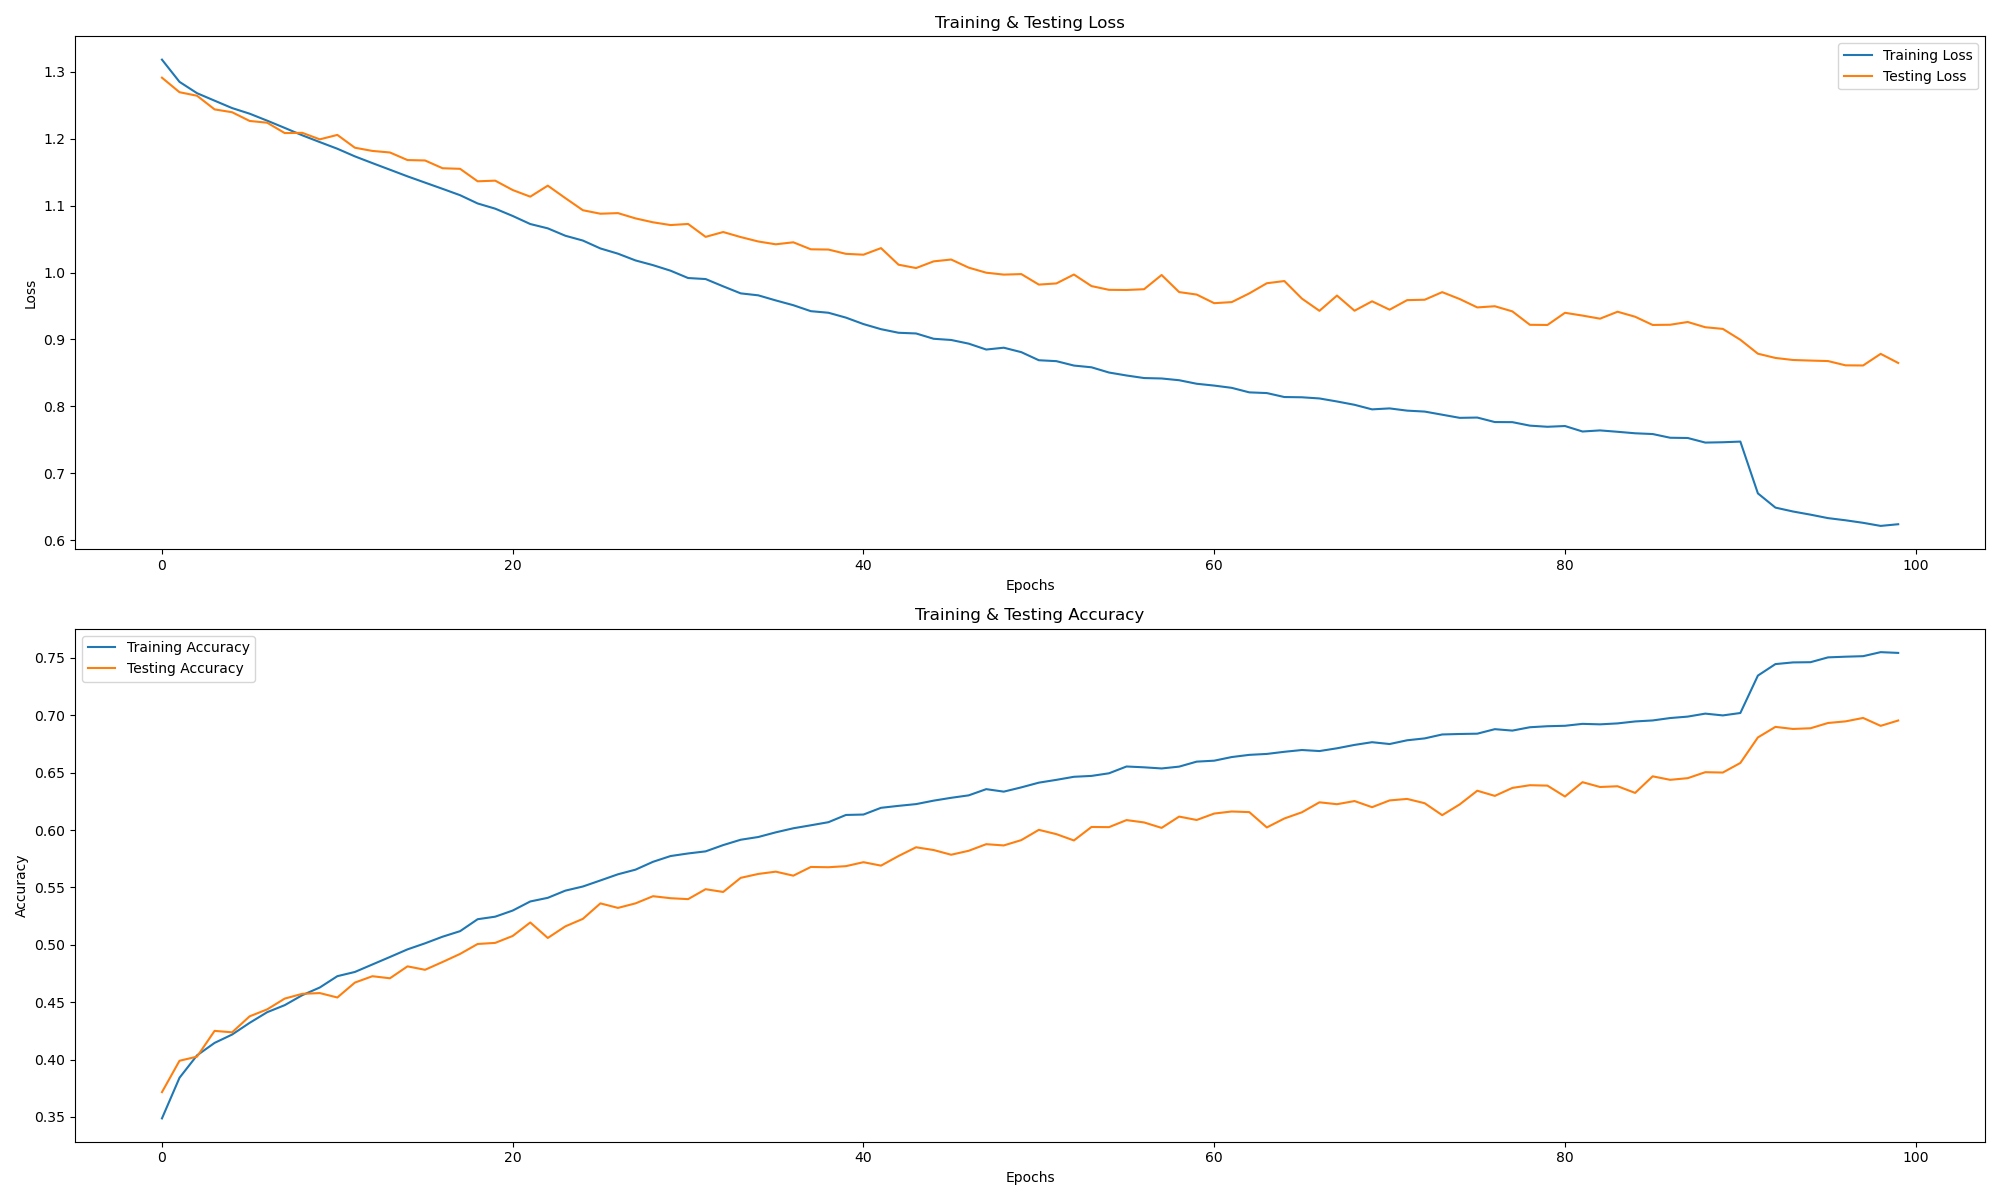 Training & Testing Loss
Training Loss
Testing Loss
1.3
1.2
1.1
1.0
0.9
0.8
0.7
0.6
Loss
0 20 40 60 80 100
Epochs
Training & Testing Accuracy
Training Accuracy
Testing Accuracy
0.75
0.70
0.65
0.60
0.55
0.50
0.45
0.40
0.35
Accuracy
0 20 40 60 80 100
Epochs